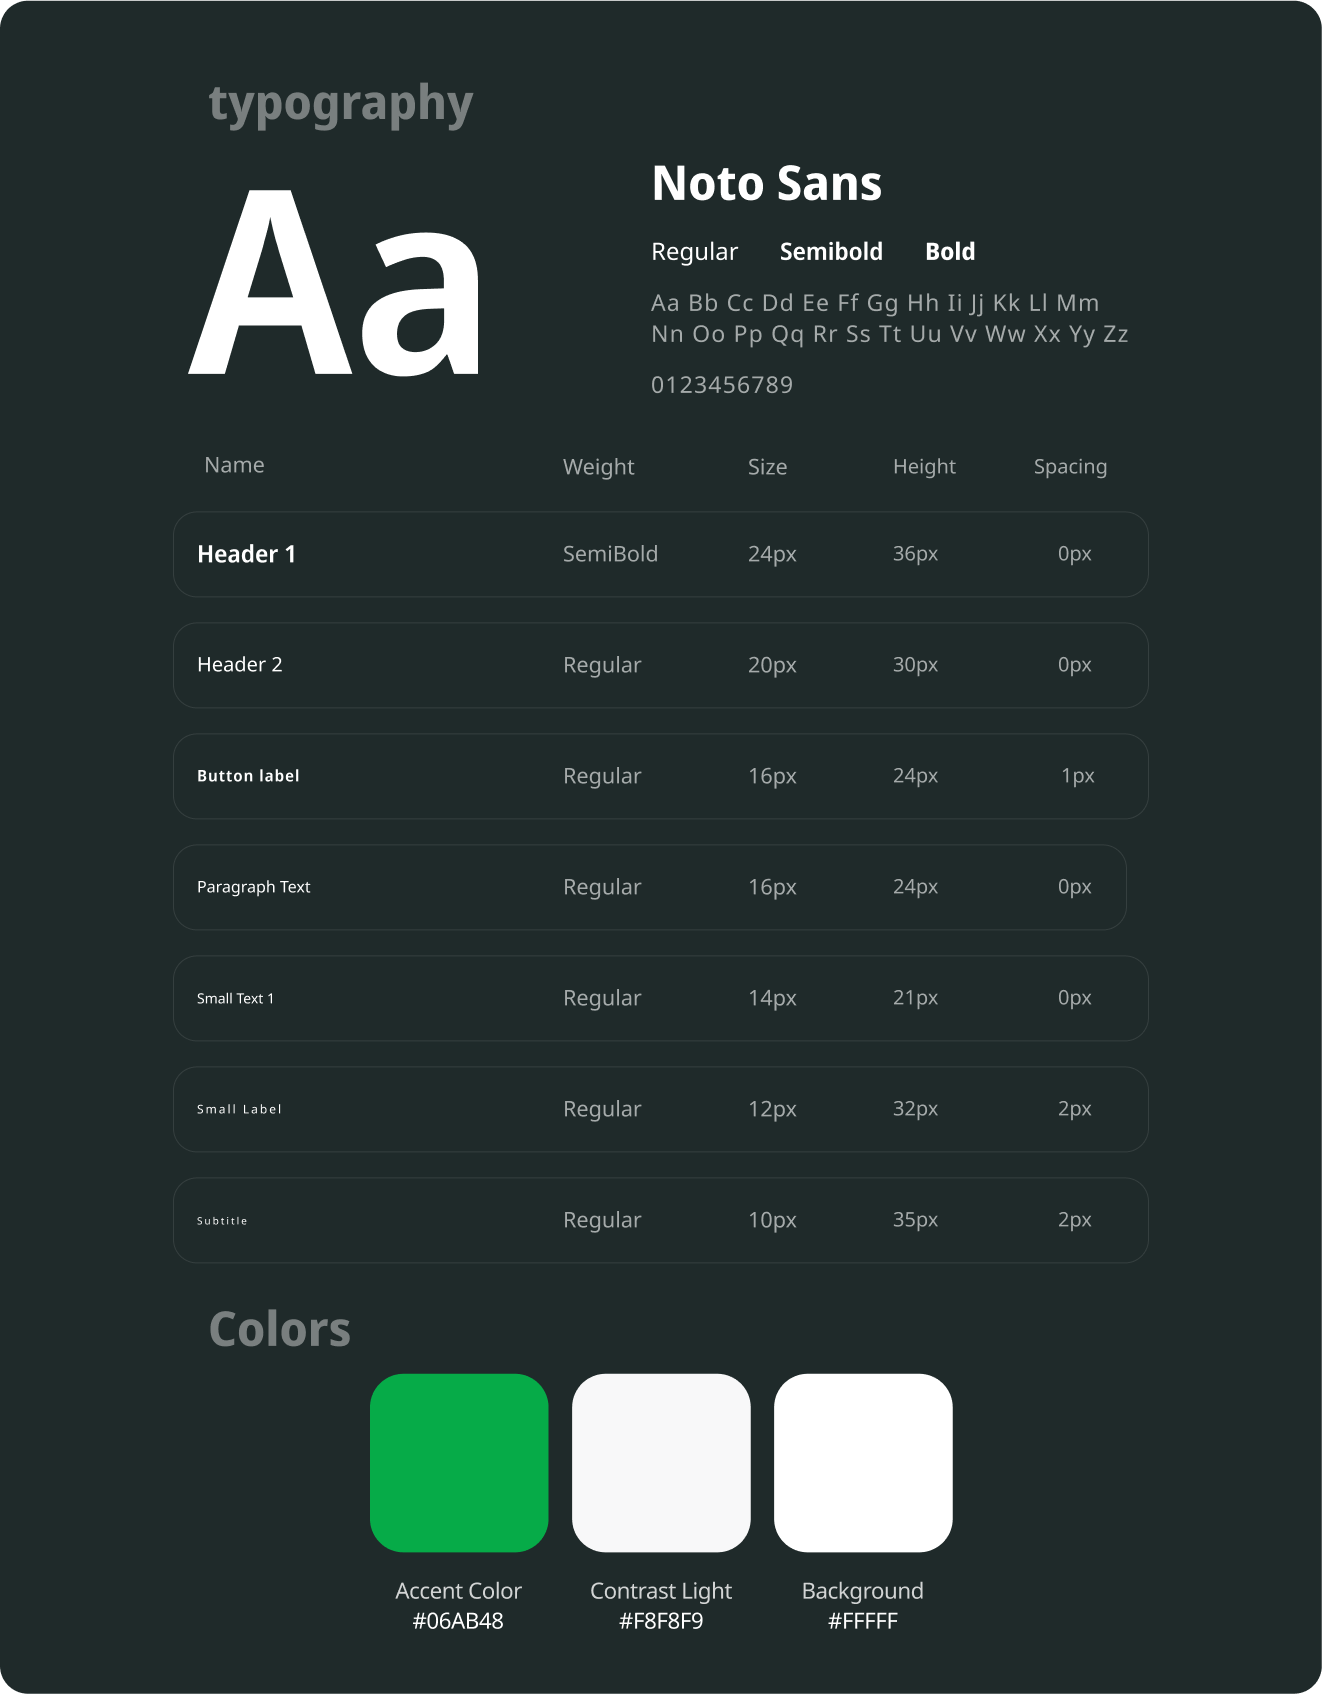 typography
Aa
Noto Sans
Regular Semibold Bold
Aa Bb Cc Dd Ee Ff Gg Hh Ii Jj Kk Ll Mm
Nn Oo Pp Qq Rr Ss Tt Uu Vv Ww Xx Yy Zz
0123456789
Name Weight Size Height Spacing
Header 1 SemiBold 24px 36px 0px
Header 2 Regular 20px 30px 0px
Button label Regular 16px 24px 1px
Paragraph Text Regular 16px 24px 0px
Small Text 1 Regular 14px 21px 0px
Small Label Regular 12px 32px 2px
Subtitle Regular 10px 35px 2px
Colors
Accent Color Contrast Light Background
#06AB48 #F8F8F9 #FFFFF